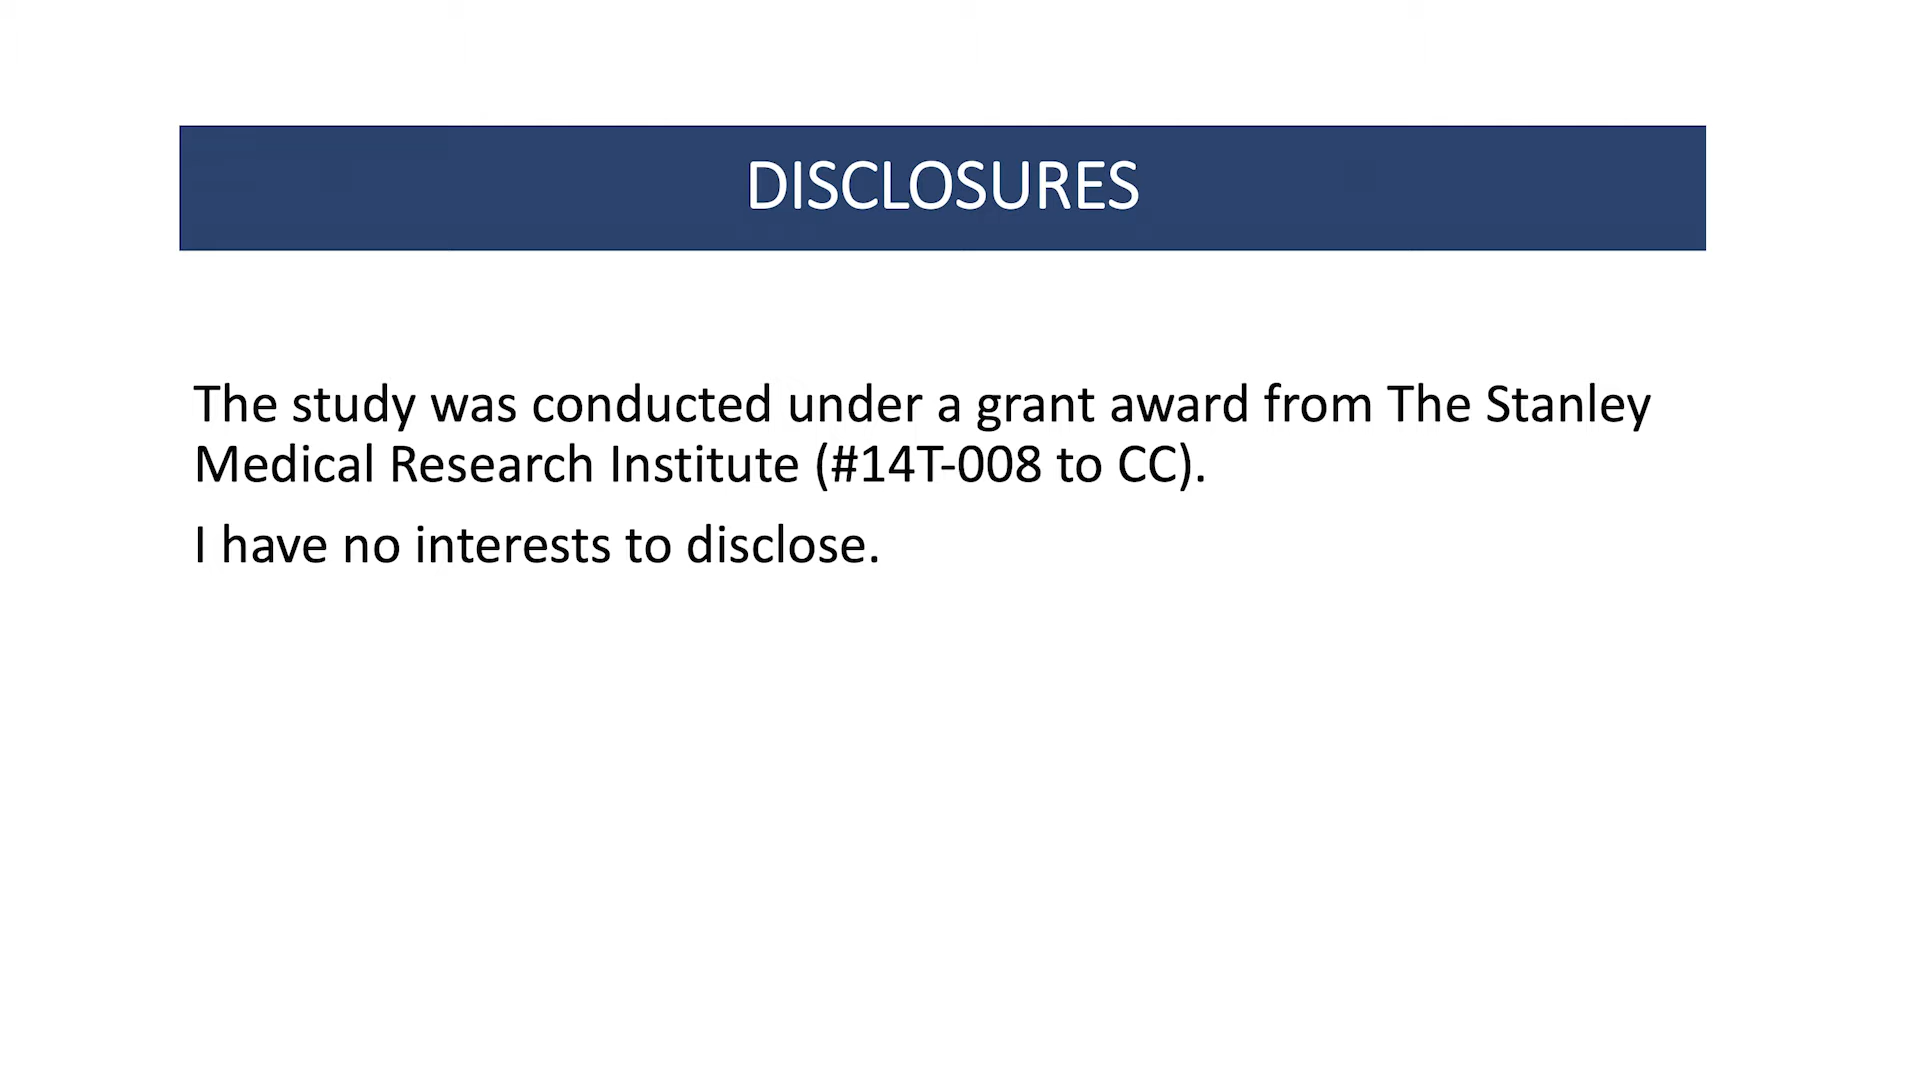 DISCLOSURES
The study was conducted under a grant award from The Stanley
Medical Research Institute (#14T-008 to CC).
I have no interests to disclose.